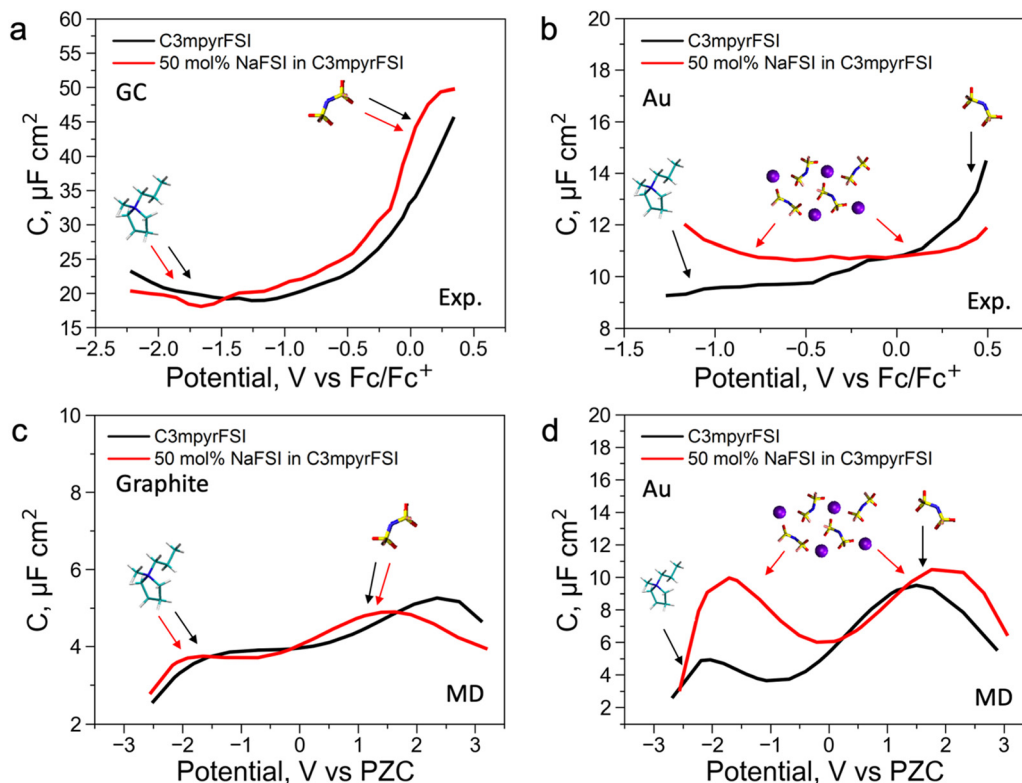 a
60
55
50
45
40
35
30
25
20
15
C, µF cm²
C3mpyrFSI
50 mol% NaFSI in C3mpyrFSI
GC
Exp.
−2.5 −2.0 −1.5 −1.0 −0.5 0.0 0.5
Potential, V vs Fc/Fc⁺
b
20
18
16
14
12
10
8
C, µF cm²
C3mpyrFSI
50 mol% NaFSI in C3mpyrFSI
Au
Exp.
−1.5 −1.0 −0.5 0.0 0.5
Potential, V vs Fc/Fc⁺
c
10
8
6
4
2
C, µF cm²
C3mpyrFSI
50 mol% NaFSI in C3mpyrFSI
Graphite
MD
−3 −2 −1 0 1 2 3
Potential, V vs PZC
d
20
18
16
14
12
10
8
6
4
2
C, µF cm²
C3mpyrFSI
50 mol% NaFSI in C3mpyrFSI
Au
MD
−3 −2 −1 0 1 2 3
Potential, V vs PZC